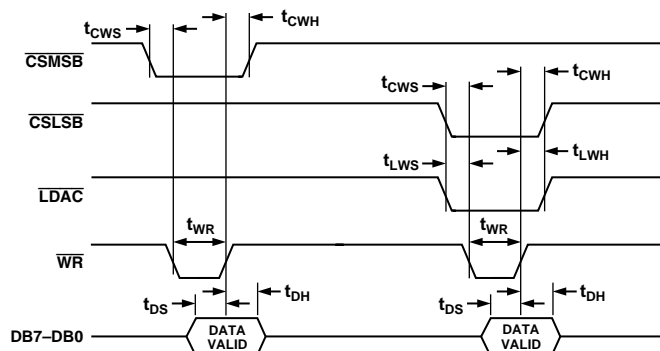 tCWS
tCWH
CSMSB
tCWS
tCWH
CSLSB
tLWS
tLWH
LDAC
tWR
tWR
WR
tDS
tDH
tDS
tDH
DB7–DB0
DATA
VALID
DATA
VALID